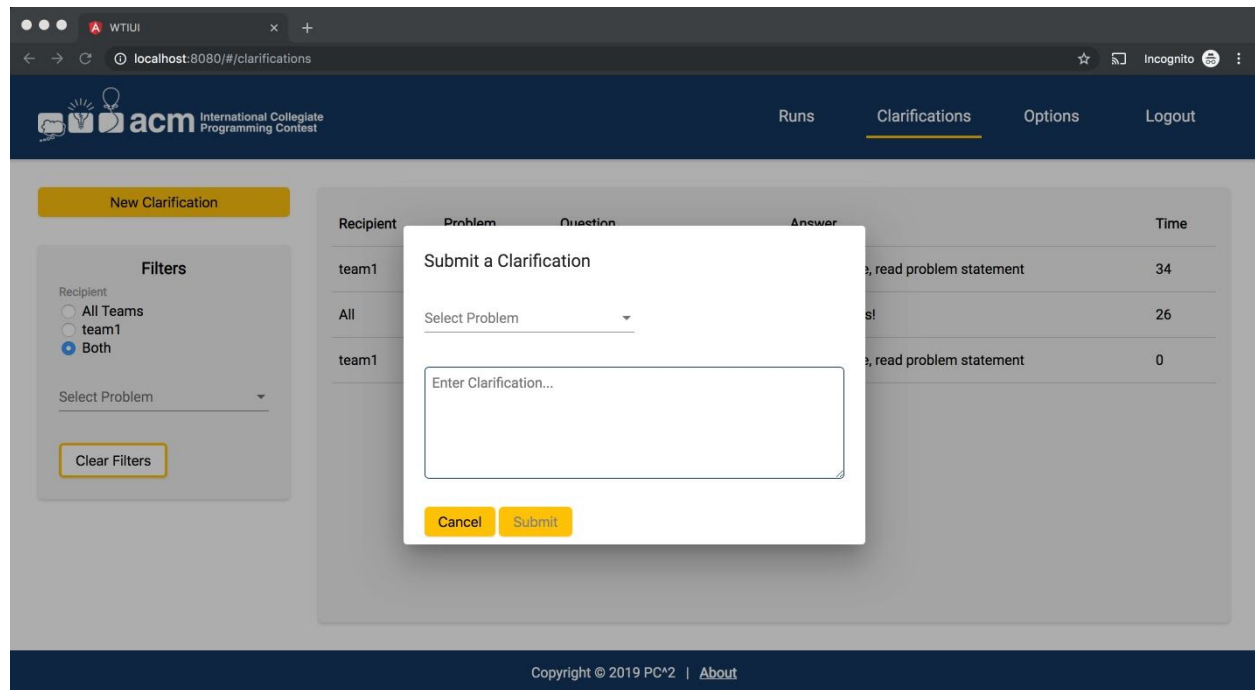 WTIUI
localhost:8080/#/clarifications
Incognito
acm International Collegiate
Programming Contest
Runs
Clarifications
Options
Logout
New Clarification
Filters
Recipient
All Teams
team1
Both
Select Problem
Clear Filters
Recipient Problem Question Answer Time
team1 read problem statement 34
All 26
team1 read problem statement 0
Submit a Clarification
Select Problem
Enter Clarification...
Cancel
Submit
Copyright © 2019 PC^2 | About